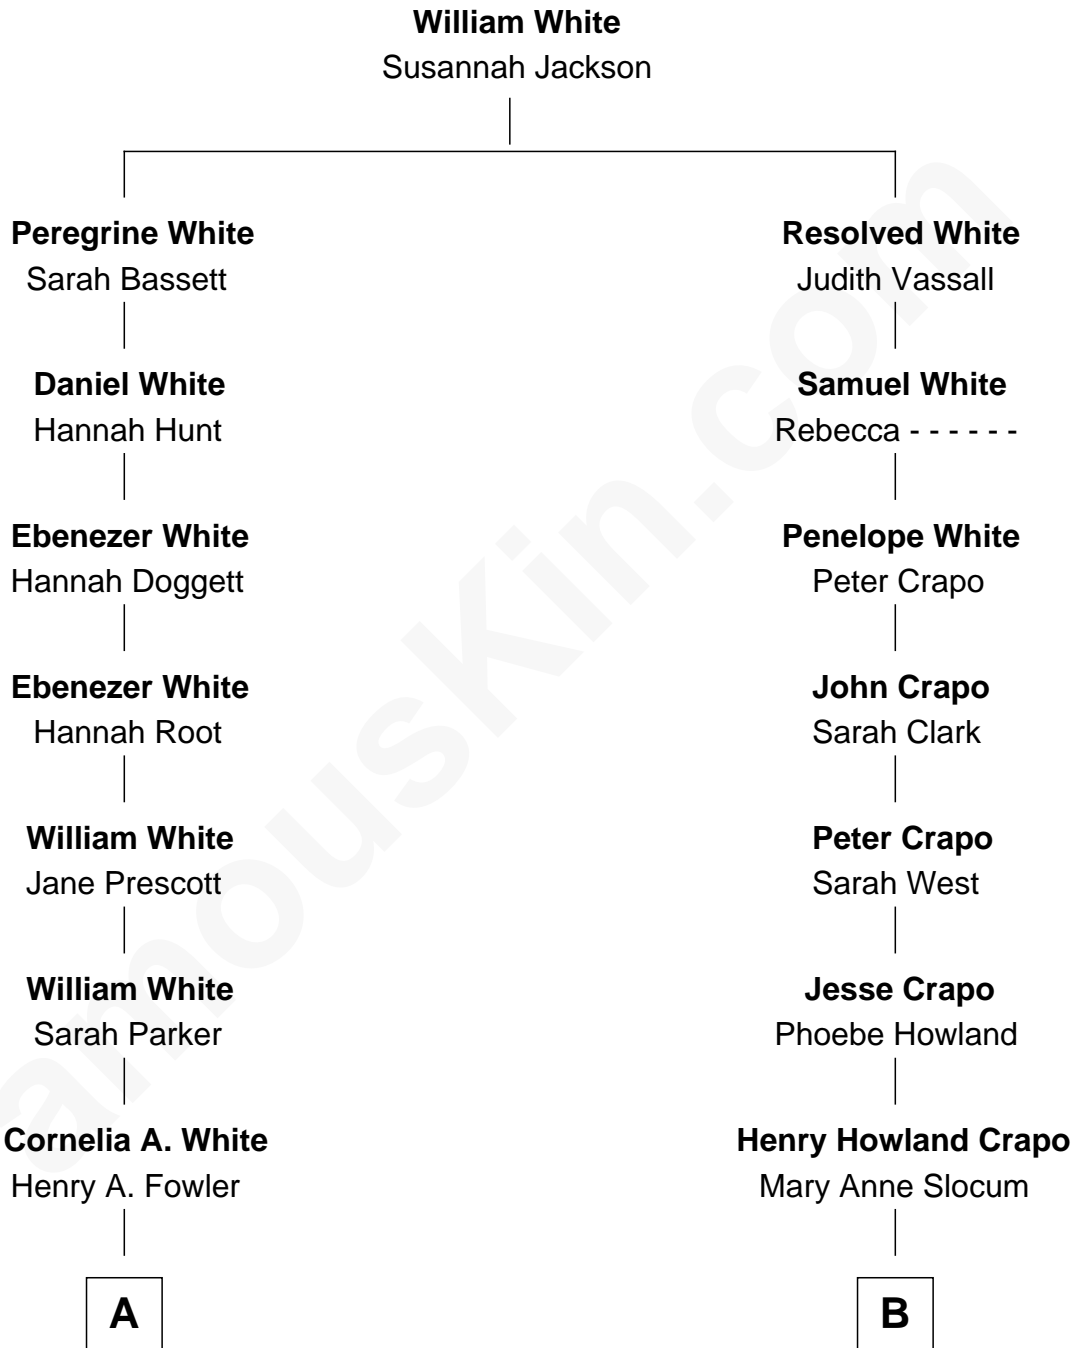 William White
Susannah Jackson
Peregrine White
Sarah Bassett
Resolved White
Judith Vassall
Daniel White
Hannah Hunt
Samuel White
Rebecca - - - - - -
Ebenezer White
Hannah Doggett
Penelope White
Peter Crapo
Ebenezer White
Hannah Root
John Crapo
Sarah Clark
William White
Jane Prescott
Peter Crapo
Sarah West
William White
Sarah Parker
Jesse Crapo
Phoebe Howland
Cornelia A. White
Henry A. Fowler
Henry Howland Crapo
Mary Anne Slocum
A
B
amousKin.com